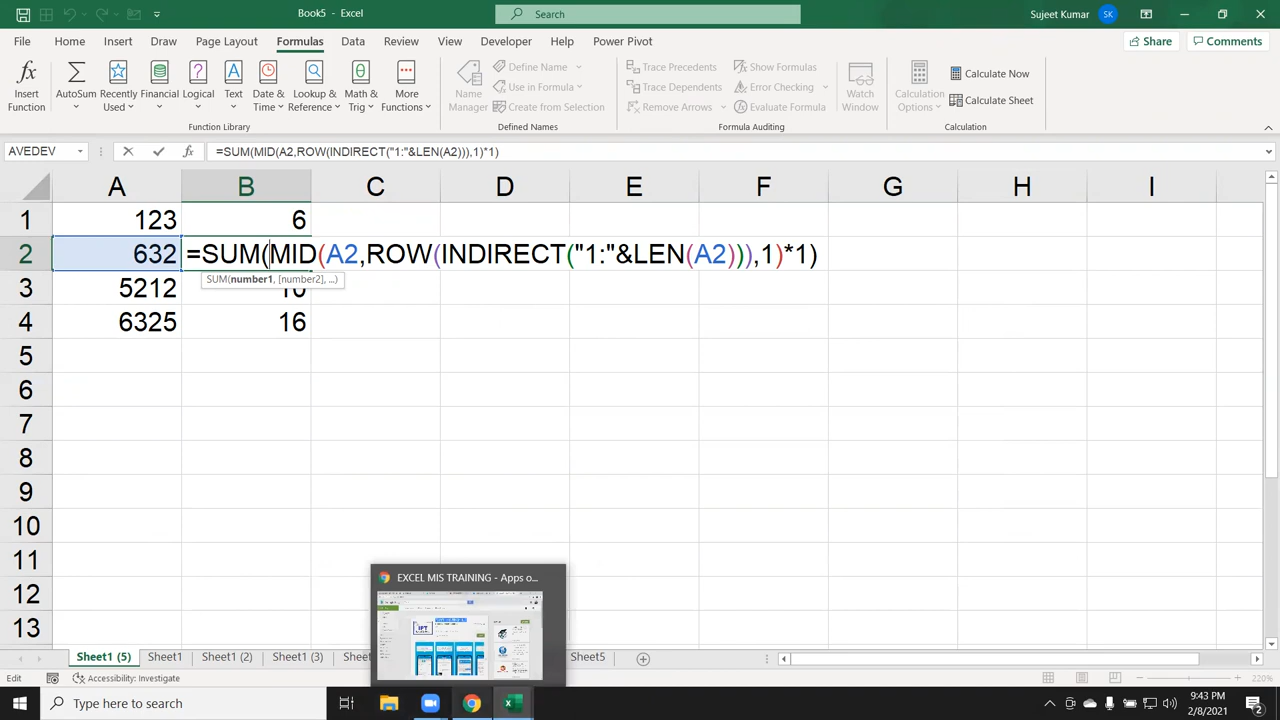 Book5 - Excel
Search
Sujeet Kumar
SK
File
Home
Insert
Draw
Page Layout
Formulas
Data
Review
View
Developer
Help
Power Pivot
Share
Comments
Insert Function
AutoSum
Recently Used
Financial
Logical
Text
Date & Time
Lookup & Reference
Math & Trig
More Functions
Name Manager
Define Name
Use in Formula
Create from Selection
Trace Precedents
Trace Dependents
Remove Arrows
Show Formulas
Error Checking
Evaluate Formula
Watch Window
Calculation Options
Calculate Now
Calculate Sheet
Function Library
Defined Names
Formula Auditing
Calculation
AVEDEV
=SUM(MID(A2,ROW(INDIRECT("1:"&LEN(A2))),1)*1)
A B C D E F G H I
1 123 6
2 632 =SUM(MID(A2,ROW(INDIRECT("1:"&LEN(A2))),1)*1)
SUM(number1, [number2], ...)
3 5212 10
4 6325 16
5
6
7
8
9
10
11
12
13
EXCEL MIS TRAINING - Apps o...
Sheet1 (5)
Sheet1
Sheet1 (2)
Sheet1 (3)
Sheet5
Edit
Accessibility: Investigate
220%
Type here to search
9:43 PM
2/8/2021